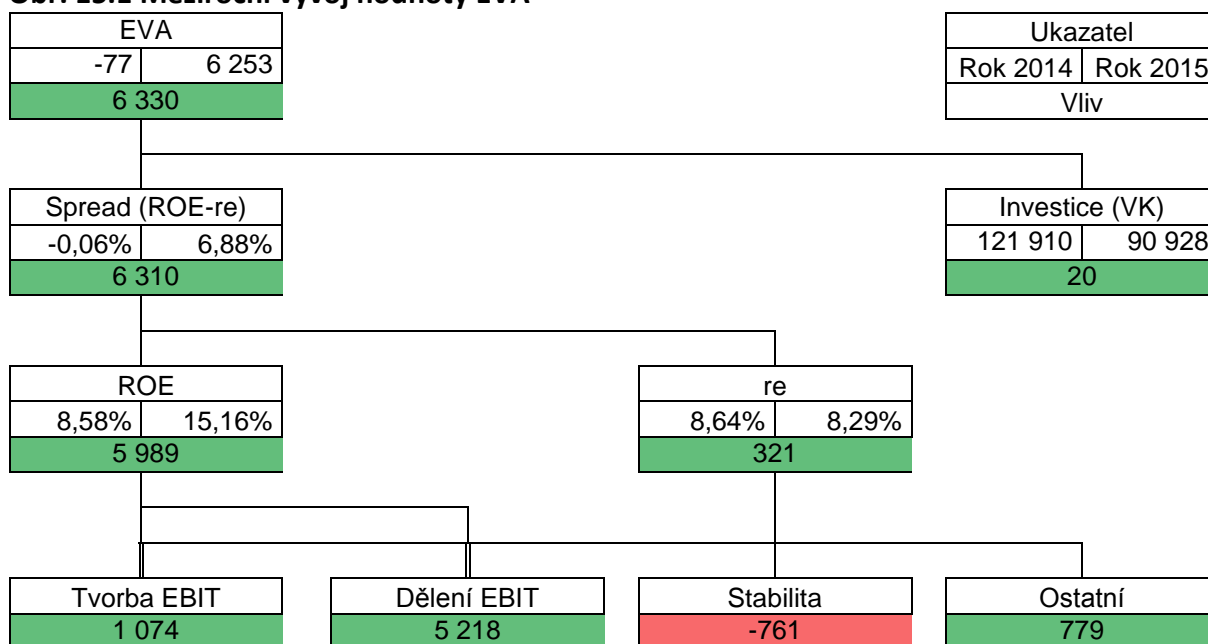 EVA
-77 6 253
6 330
Ukazatel
Rok 2014 Rok 2015
Vliv
Spread (ROE-re)
-0,06% 6,88%
6 310
Investice (VK)
121 910 90 928
20
ROE
8,58% 15,16%
5 989
re
8,64% 8,29%
321
Tvorba EBIT
1 074
Dělení EBIT
5 218
Stabilita
-761
Ostatní
779